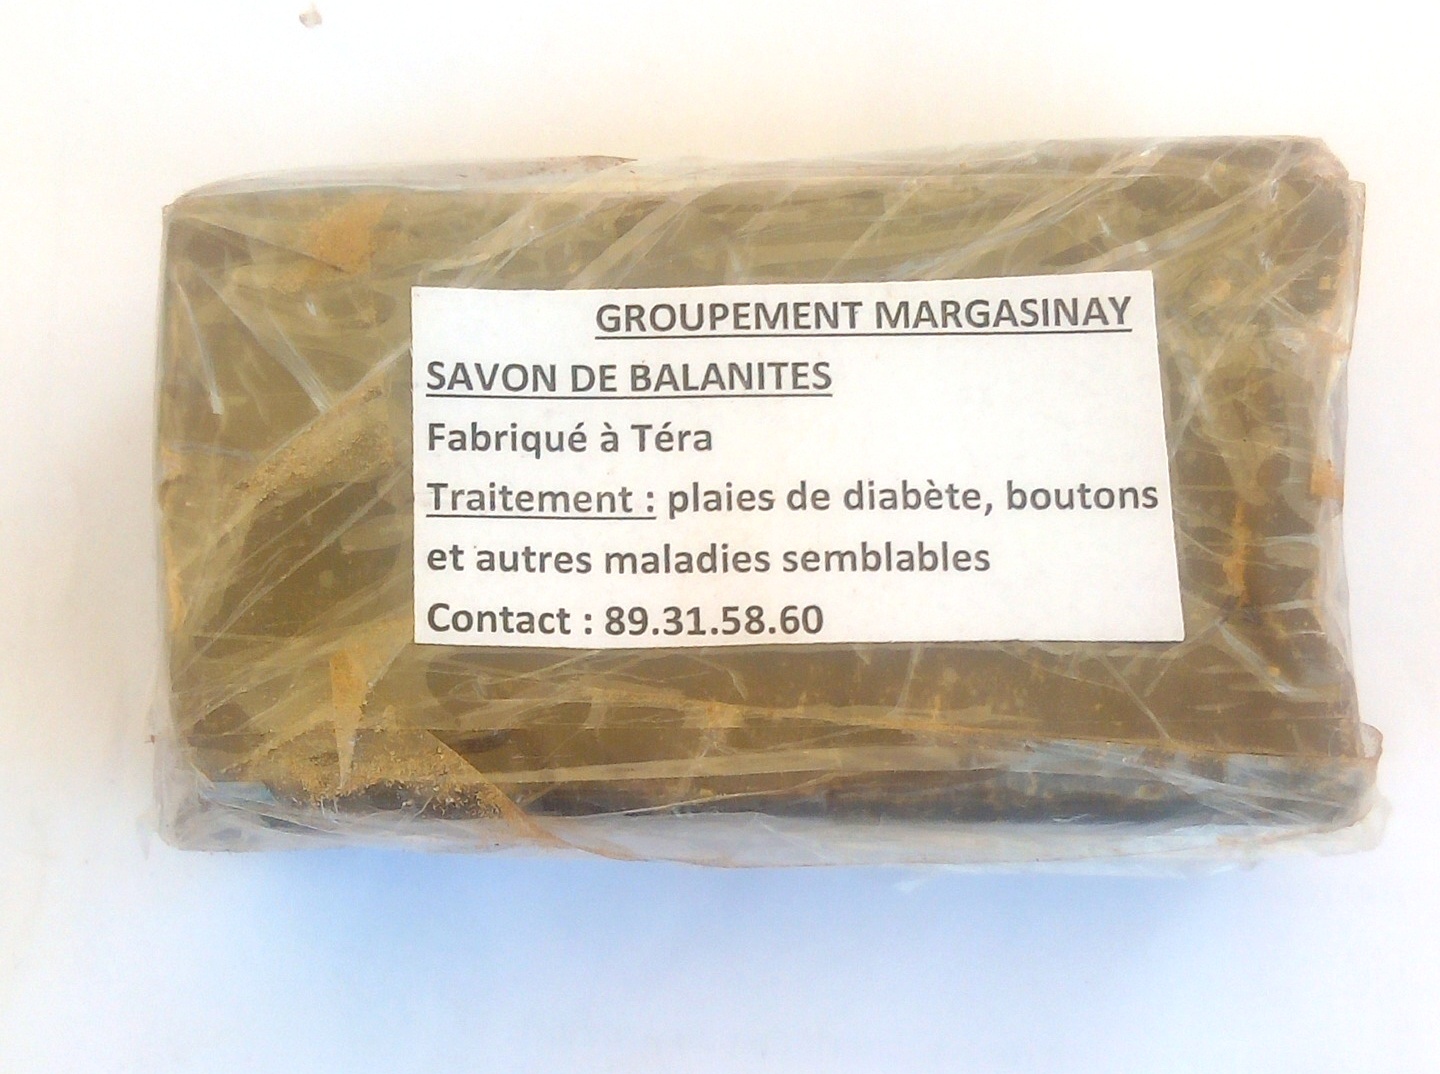 GROUPEMENT MARGASINAY
SAVON DE BALANITES
Fabriqué à Téra
Traitement : plaies de diabète, boutons
et autres maladies semblables
Contact : 89.31.58.60